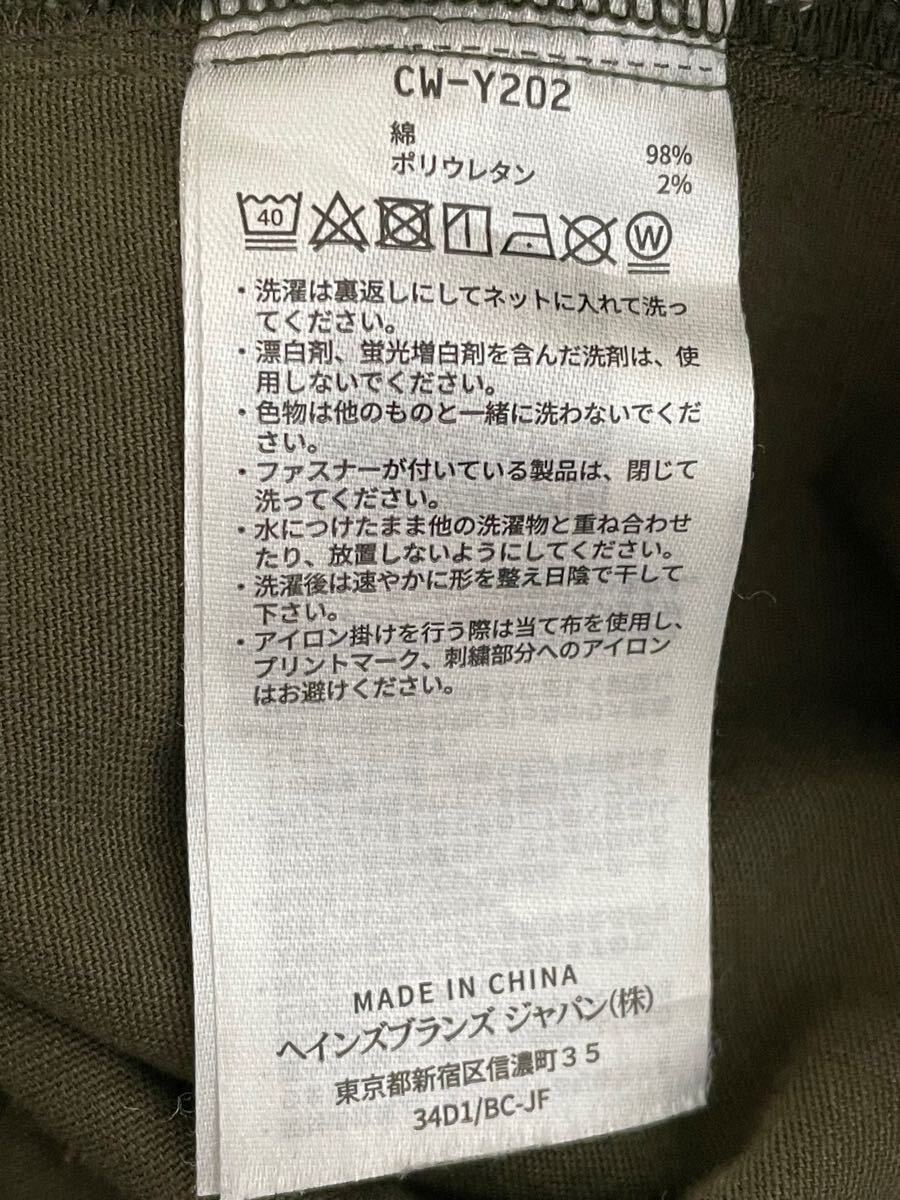 CW-Y202
綿 98%
ポリウレタン 2%
40 W
・洗濯は裏返しにしてネットに入れて洗っ
てください。
・漂白剤、蛍光増白剤を含んだ洗剤は、使
用しないでください。
・色物は他のものと一緒に洗わないでくだ
さい。
・ファスナーが付いている製品は、閉じて
洗ってください。
・水につけたまま他の洗濯物と重ね合わせ
たり、放置しないようにしてください。
・洗濯後は速やかに形を整え日陰で干して
下さい。
・アイロン掛けを行う際は当て布を使用し、
プリントマーク、刺繍部分へのアイロン
はお避けください。
MADE IN CHINA
ヘインズブランズ ジャパン(株)
東京都新宿区信濃町３５
34D1/BC-JF